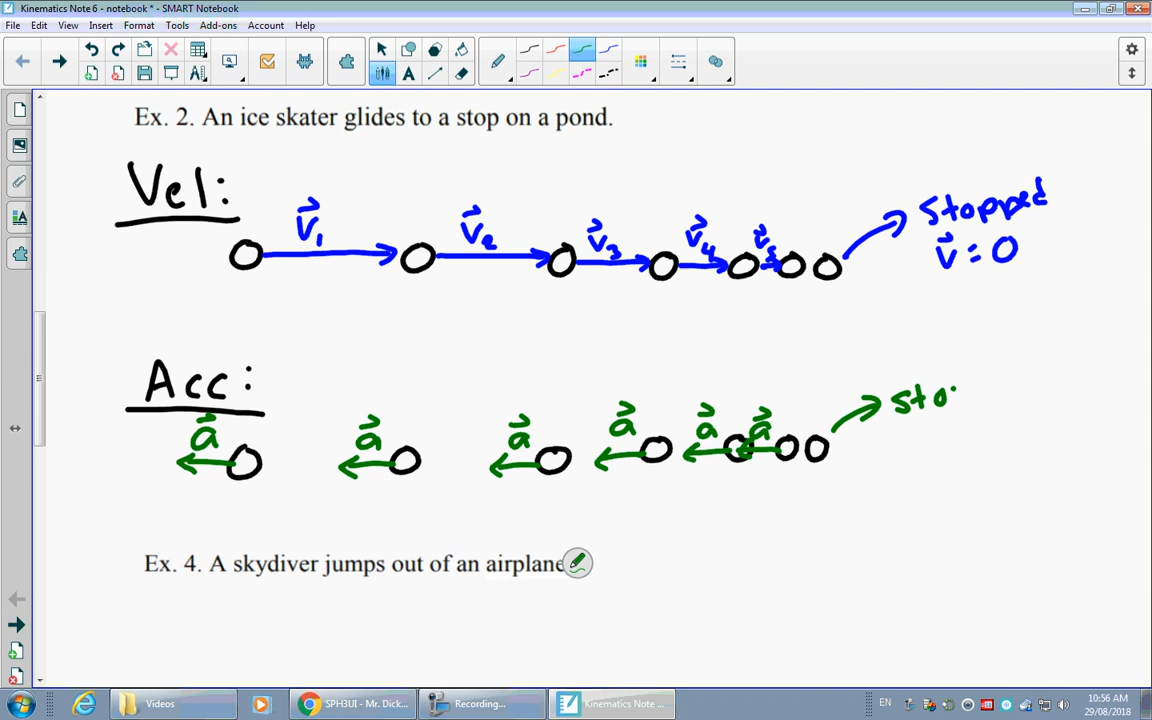 Kinematics Note 6 - notebook * - SMART Notebook
File Edit View Insert Format Tools Add-ons Account Help
Ex. 2. An ice skater glides to a stop on a pond.
Vel:
v⃗₁ v⃗₂ v⃗₃ v⃗₄ v⃗₅
stopped
v⃗ = 0
Acc:
a⃗ a⃗ a⃗ a⃗ a⃗ a⃗
sto
Ex. 4. A skydiver jumps out of an airplane
Videos
SPH3UI - Mr. Dick...
Recording...
Kinematics Note ...
EN
10:56 AM
29/08/2018